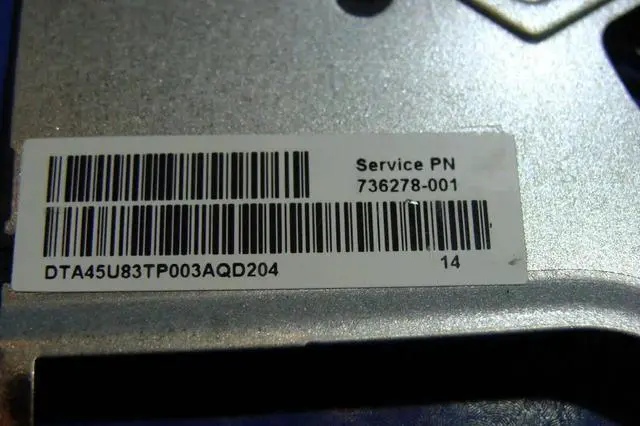 Service PN
736278-001
DTA45U83TP003AQD204
14